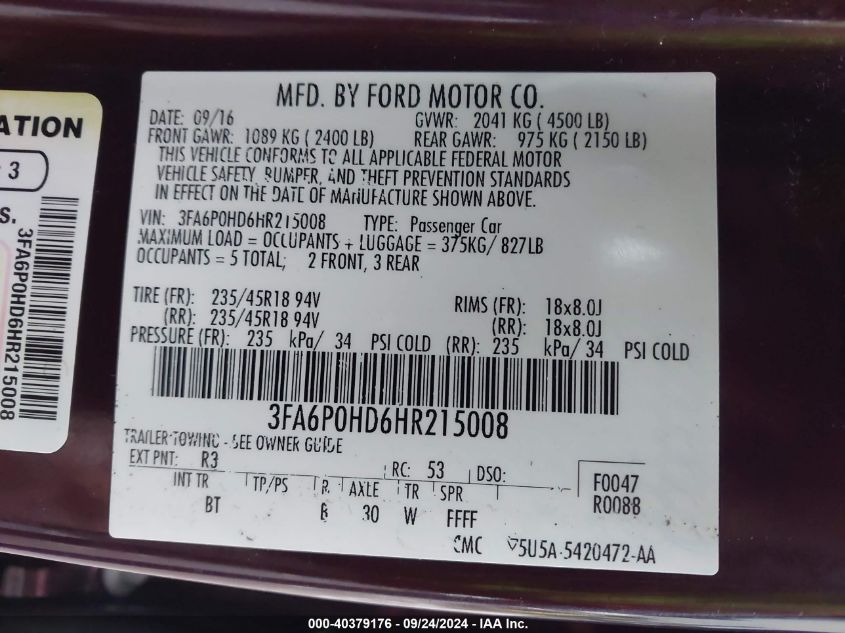 ATION
3
S.
3FA6P0HD6HR215008
MFD. BY FORD MOTOR CO.
DATE: 09/16 GVWR: 2041 KG ( 4500 LB)
FRONT GAWR: 1089 KG ( 2400 LB) REAR GAWR: 975 KG ( 2150 LB)
THIS VEHICLE CONFORMS TO ALL APPLICABLE FEDERAL MOTOR
VEHICLE SAFETY, BUMPER, AND THEFT PREVENTION STANDARDS
IN EFFECT ON THE DATE OF MANUFACTURE SHOWN ABOVE.
VIN: 3FA6P0HD6HR215008 TYPE: Passenger Car
MAXIMUM LOAD = OCCUPANTS + LUGGAGE = 375KG/ 827LB
OCCUPANTS = 5 TOTAL; 2 FRONT, 3 REAR
TIRE (FR): 235/45R18 94V RIMS (FR): 18x8.0J
(RR): 235/45R18 94V (RR): 18x8.0J
PRESSURE (FR): 235 kPa/ 34 PSI COLD (RR): 235 kPa/ 34 PSI COLD
3FA6P0HD6HR215008
TRAILER TOWING - SEE OWNER GUIDE
EXT PNT: R3 RC: 53 DSO: F0047
INT TR TP/PS R AXLE TR SPR R0088
BT B 30 W FFFF
CMC 5U5A-5420472-AA
000-40379176 - 09/24/2024 - IAA Inc.